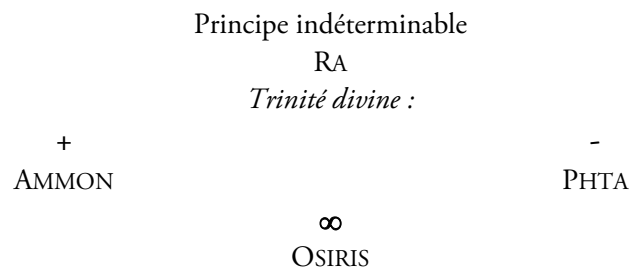 Principe indéterminable
RA
Trinité divine :
+ -
AMMON PHTA
∞
OSIRIS